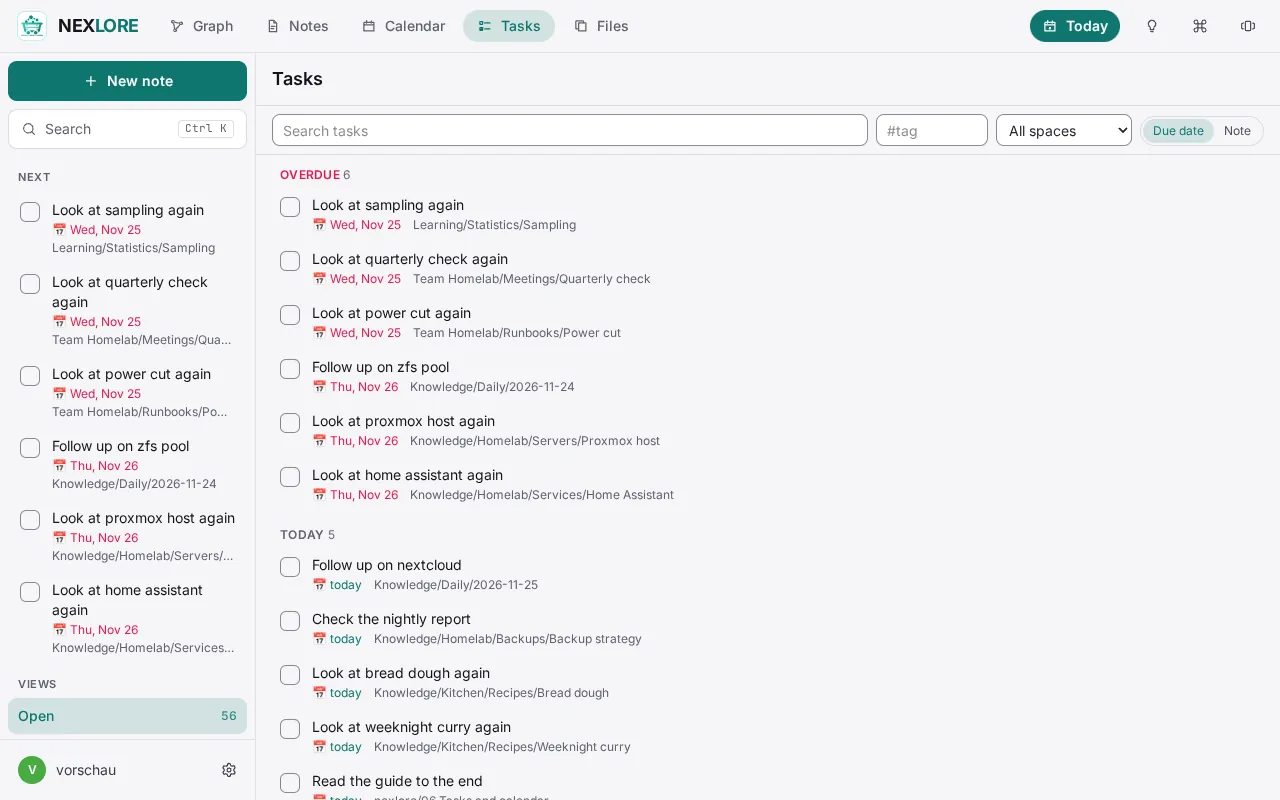 NEXLORE
Graph
Notes
Calendar
Tasks
Files
Today
New note
Search
Ctrl K
NEXT
Look at sampling again
Wed, Nov 25
Learning/Statistics/Sampling
Look at quarterly check
again
Wed, Nov 25
Team Homelab/Meetings/Qua…
Look at power cut again
Wed, Nov 25
Team Homelab/Runbooks/Po…
Follow up on zfs pool
Thu, Nov 26
Knowledge/Daily/2026-11-24
Look at proxmox host again
Thu, Nov 26
Knowledge/Homelab/Servers/…
Look at home assistant
again
Thu, Nov 26
Knowledge/Homelab/Services…
VIEWS
Open 56
V vorschau
Tasks
Search tasks
#tag
All spaces
Due date
Note
OVERDUE 6
Look at sampling again
Wed, Nov 25 Learning/Statistics/Sampling
Look at quarterly check again
Wed, Nov 25 Team Homelab/Meetings/Quarterly check
Look at power cut again
Wed, Nov 25 Team Homelab/Runbooks/Power cut
Follow up on zfs pool
Thu, Nov 26 Knowledge/Daily/2026-11-24
Look at proxmox host again
Thu, Nov 26 Knowledge/Homelab/Servers/Proxmox host
Look at home assistant again
Thu, Nov 26 Knowledge/Homelab/Services/Home Assistant
TODAY 5
Follow up on nextcloud
today Knowledge/Daily/2026-11-25
Check the nightly report
today Knowledge/Homelab/Backups/Backup strategy
Look at bread dough again
today Knowledge/Kitchen/Recipes/Bread dough
Look at weeknight curry again
today Knowledge/Kitchen/Recipes/Weeknight curry
Read the guide to the end
today nexlore/06 Tasks and calendar